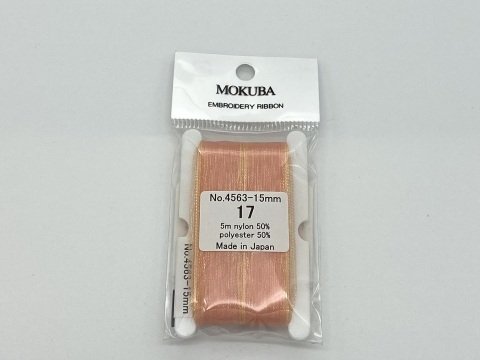 MOKUBA
EMBROIDERY RIBBON
No.4563-15mm
17
5m nylon 50%
polyester 50%
Made in Japan
No.4563-15mm